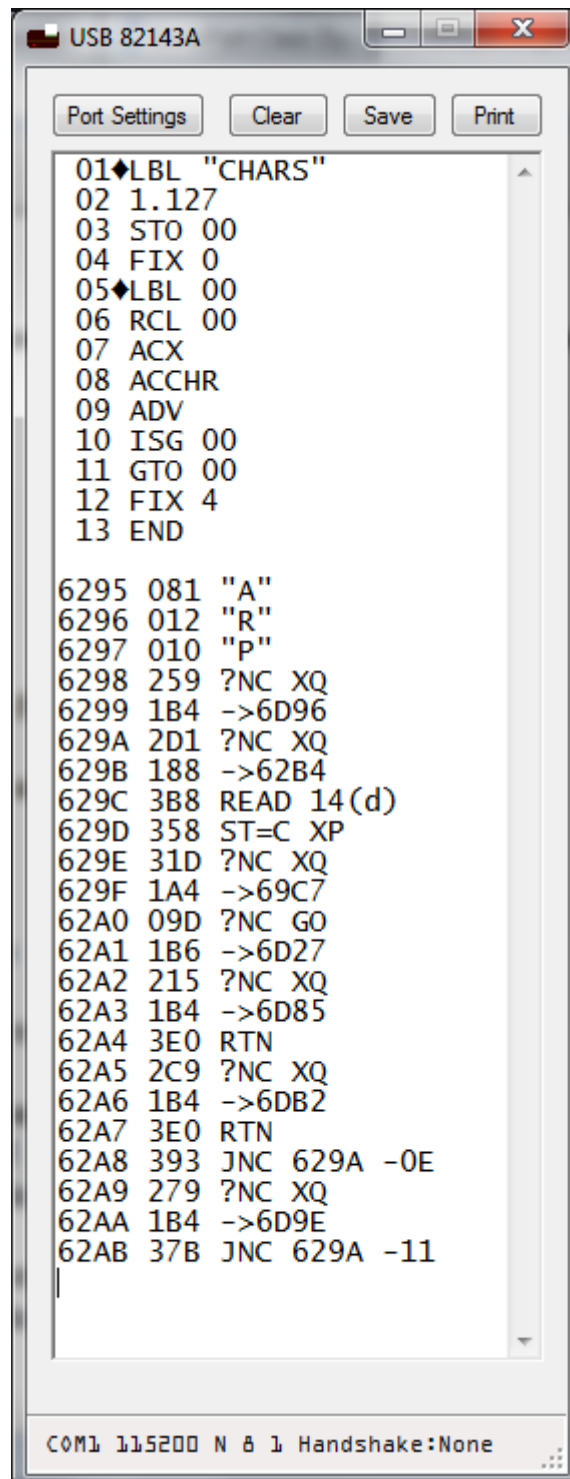 USB 82143A
Port Settings Clear Save Print
01♦LBL "CHARS"
02 1.127
03 STO 00
04 FIX 0
05♦LBL 00
06 RCL 00
07 ACX
08 ACCHR
09 ADV
10 ISG 00
11 GTO 00
12 FIX 4
13 END
6295 081 "A"
6296 012 "R"
6297 010 "P"
6298 259 ?NC XQ
6299 1B4 ->6D96
629A 2D1 ?NC XQ
629B 188 ->62B4
629C 3B8 READ 14(d)
629D 358 ST=C XP
629E 31D ?NC XQ
629F 1A4 ->69C7
62A0 09D ?NC GO
62A1 1B6 ->6D27
62A2 215 ?NC XQ
62A3 1B4 ->6D85
62A4 3E0 RTN
62A5 2C9 ?NC XQ
62A6 1B4 ->6DB2
62A7 3E0 RTN
62A8 393 JNC 629A -0E
62A9 279 ?NC XQ
62AA 1B4 ->6D9E
62AB 37B JNC 629A -11
COM1 115200 N 8 1 Handshake:None